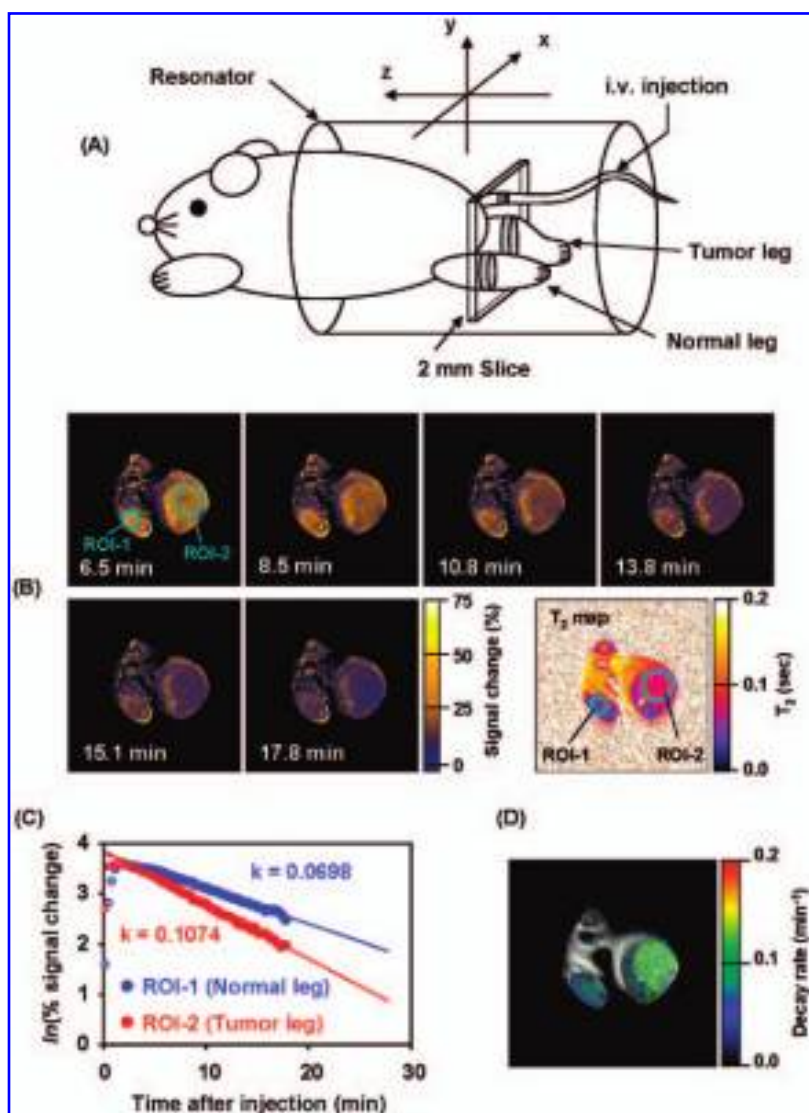 (A)
y
x
z
Resonator
i.v. injection
Tumor leg
Normal leg
2 mm Slice
(B)
ROI-1
ROI-2
6.5 min
8.5 min
10.8 min
13.8 min
15.1 min
17.8 min
75
50
25
0
Signal change (%)
T₂ map
ROI-1
ROI-2
0.2
0.1
0.0
T₂ (sec)
(C)
4
3
2
1
0
ln(% signal change)
k = 0.0698
k = 0.1074
ROI-1 (Normal leg)
ROI-2 (Tumor leg)
0
10
20
30
Time after injection (min)
(D)
0.2
0.1
0.0
Decay rate (min⁻¹)